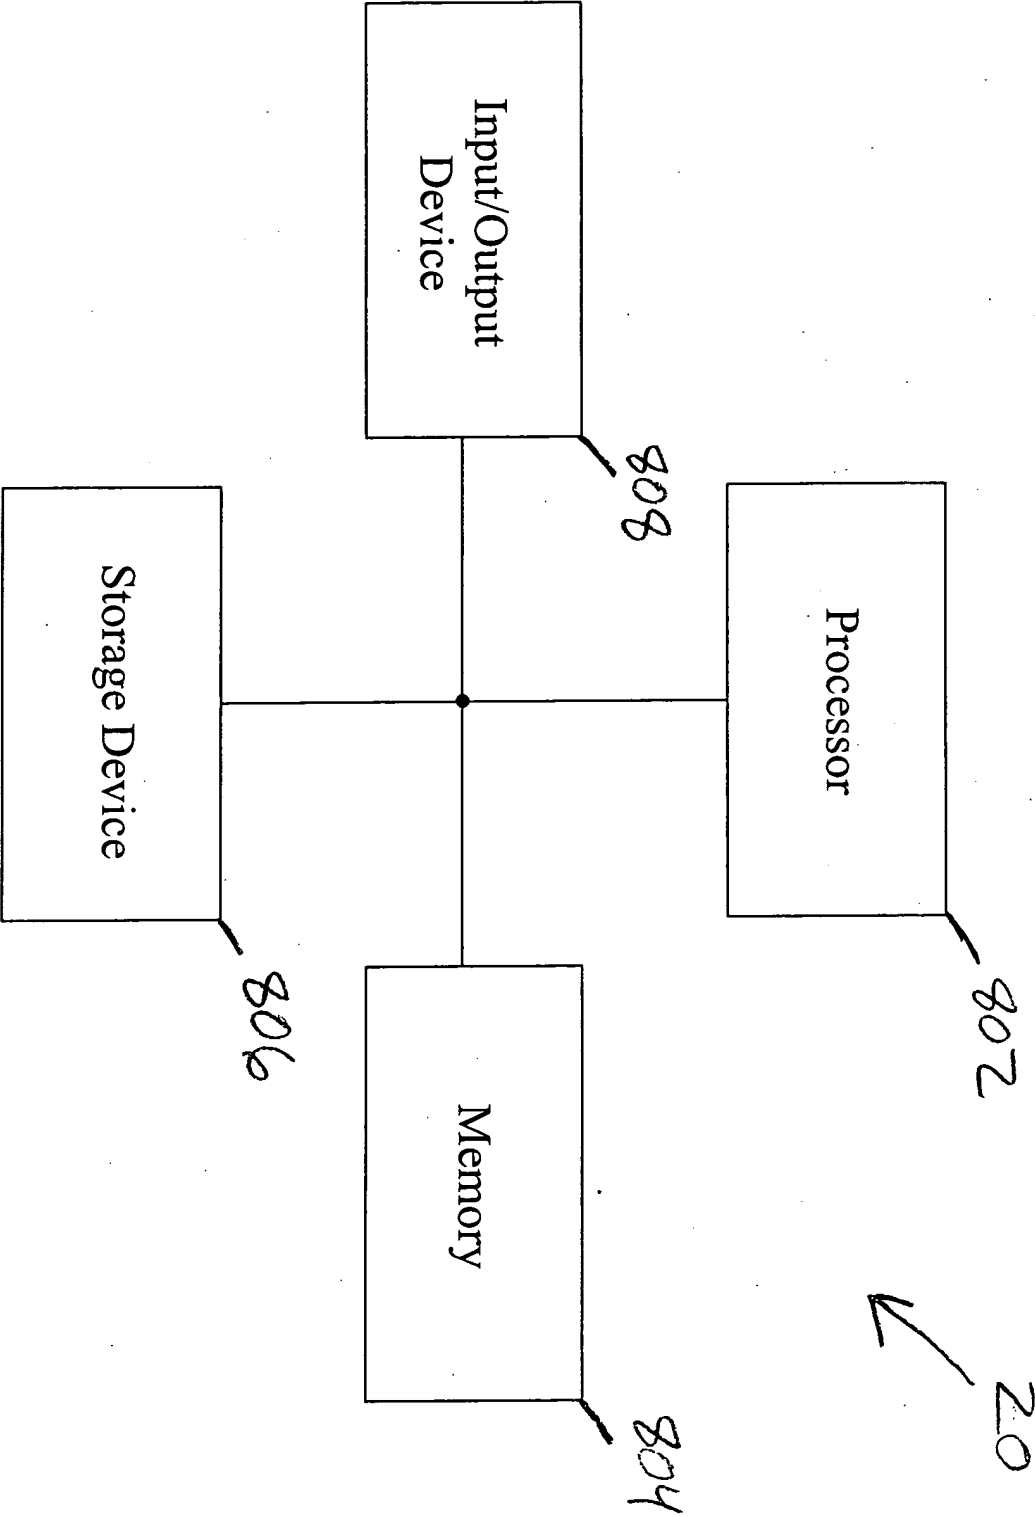 20
802
Processor
808
Input/Output
Device
804
Memory
806
Storage Device